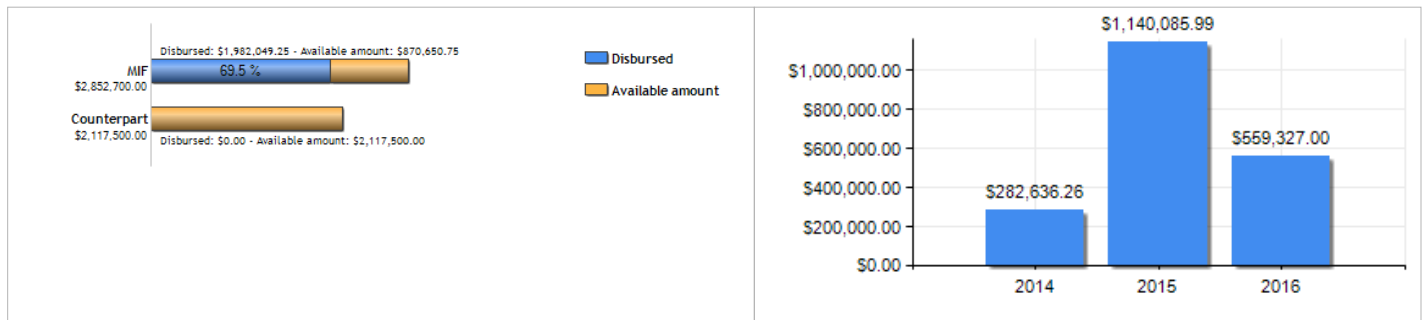 Disbursed: $1,982,049.25 - Available amount: $870,650.75
MIF
69.5 %
$2,852,700.00
Counterpart
$2,117,500.00
Disbursed: $0.00 - Available amount: $2,117,500.00
Disbursed
Available amount
$1,140,085.99
$1,000,000.00
$800,000.00
$600,000.00
$559,327.00
$400,000.00
$282,636.26
$200,000.00
$0.00
2014 2015 2016